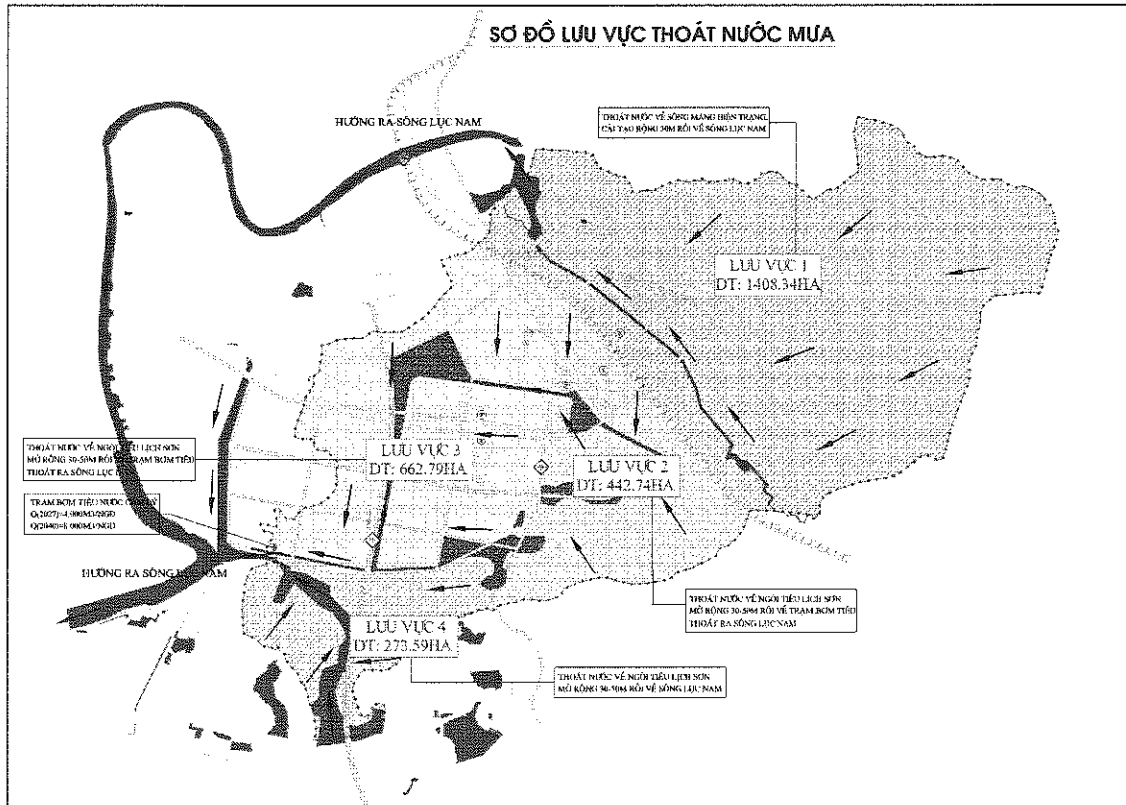 SƠ ĐỒ LƯU VỰC THOÁT NƯỚC MƯA
HƯỚNG RA SÔNG LỤC NAM
THOÁT NƯỚC VỀ SÔNG MÁNG HIỆN TRẠNG
CẢI TẠO RỘNG RỒI VỀ SÔNG LỤC NAM
LƯU VỰC 1
DT: 1408.34HA
THOÁT NƯỚC VỀ NGÒI TIÊU LỊCH SƠN
MỞ RỘNG 30-50M RỒI TRẠM BƠM TIÊU
THOÁT RA SÔNG LỤC
LƯU VỰC 3
DT: 662.79HA
LƯU VỰC 2
DT: 442.74HA
TRẠM BƠM TIÊU NƯỚC
HƯỚNG RA SÔNG NAM
THOÁT NƯỚC VỀ NGÒI TIÊU LỊCH SƠN
MỞ RỘNG 30-50M RỒI VỀ TRẠM BƠM TIÊU
THOÁT RA SÔNG LỤC NAM
LƯU VỰC 4
DT: 273.59HA
THOÁT NƯỚC VỀ NGÒI TIÊU LỊCH SƠN
MỞ RỘNG RỒI VỀ SÔNG LỤC NAM